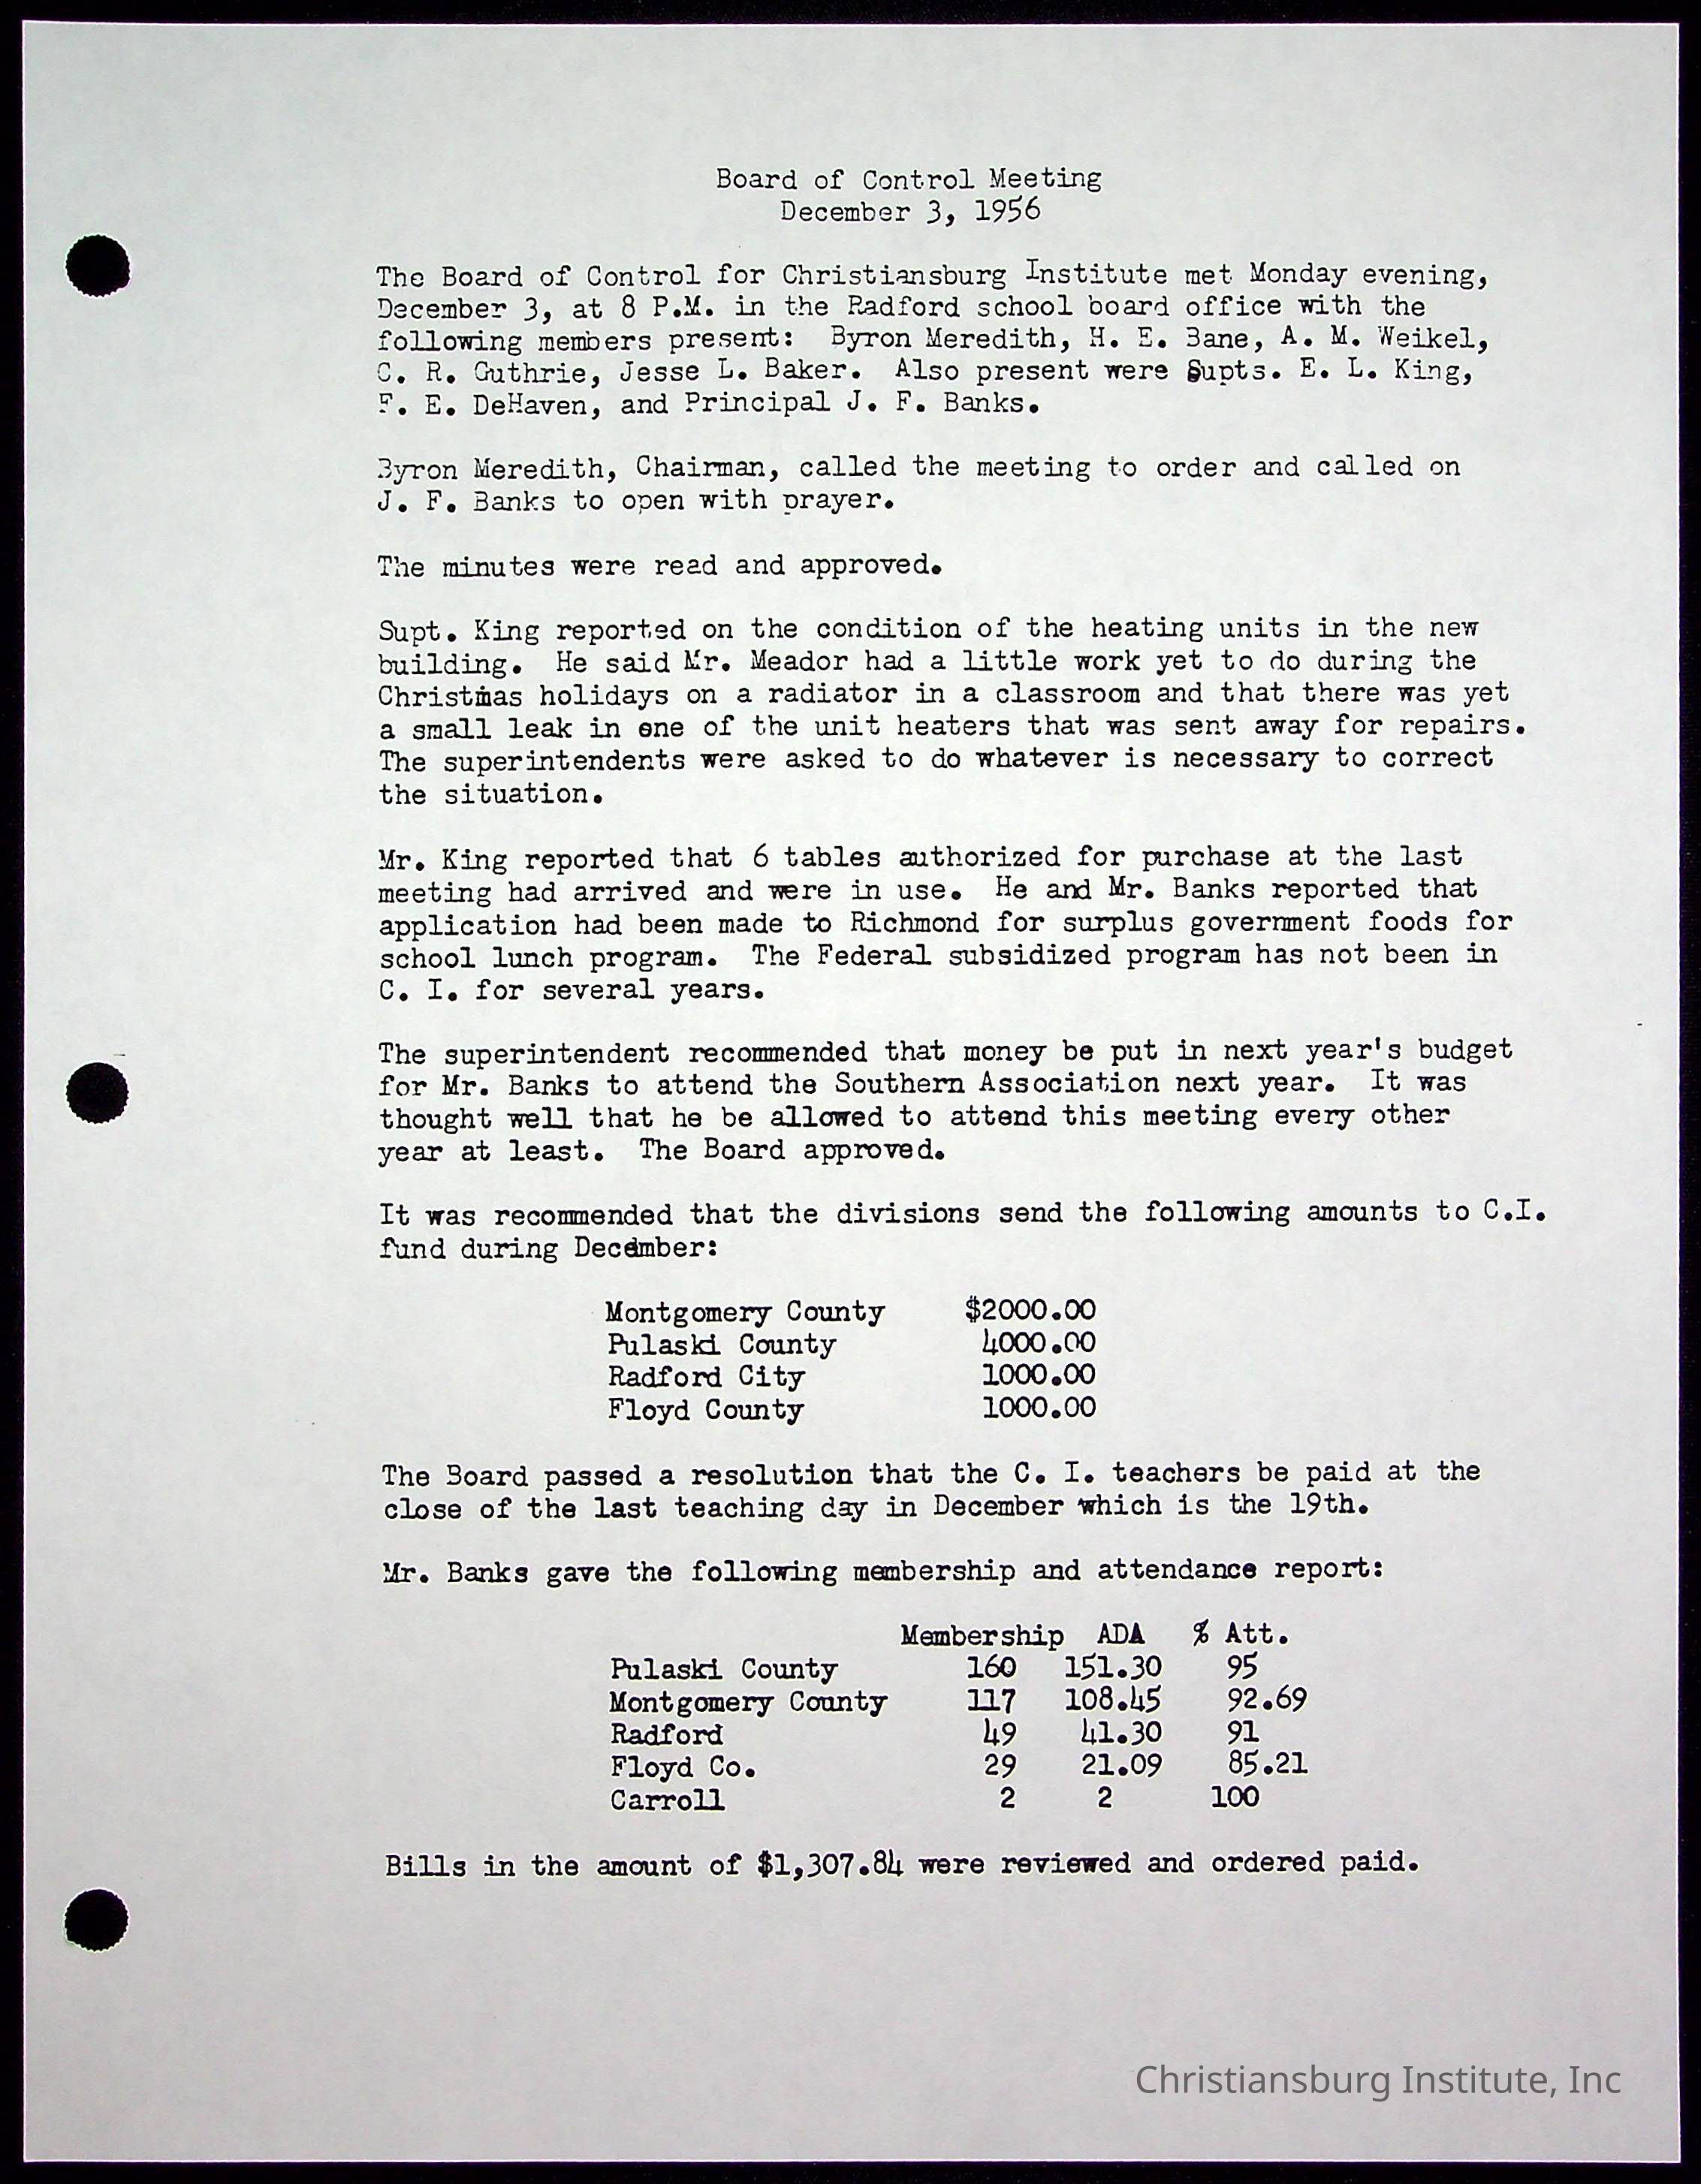 Board of Control Meeting
December 3, 1956
The Board of Control for Christiansburg Institute met Monday evening,
December 3, at 8 P.M. in the Radford school board office with the
following members present: Byron Meredith, H. E. Bane, A. M. Weikel,
C. R. Guthrie, Jesse L. Baker. Also present were Supts. E. L. King,
F. E. DeHaven, and Principal J. F. Banks.
Byron Meredith, Chairman, called the meeting to order and called on
J. F. Banks to open with prayer.
The minutes were read and approved.
Supt. King reported on the condition of the heating units in the new
building. He said Mr. Meador had a little work yet to do during the
Christmas holidays on a radiator in a classroom and that there was yet
a small leak in one of the unit heaters that was sent away for repairs.
The superintendents were asked to do whatever is necessary to correct
the situation.
Mr. King reported that 6 tables authorized for purchase at the last
meeting had arrived and were in use. He and Mr. Banks reported that
application had been made to Richmond for surplus government foods for
school lunch program. The Federal subsidized program has not been in
C. I. for several years.
The superintendent recommended that money be put in next year's budget
for Mr. Banks to attend the Southern Association next year. It was
thought well that he be allowed to attend this meeting every other
year at least. The Board approved.
It was recommended that the divisions send the following amounts to C.I.
fund during December:
Montgomery County $2000.00
Pulaski County 4000.00
Radford City 1000.00
Floyd County 1000.00
The Board passed a resolution that the C. I. teachers be paid at the
close of the last teaching day in December which is the 19th.
Mr. Banks gave the following membership and attendance report:
Membership ADA % Att.
Pulaski County 160 151.30 95
Montgomery County 117 108.45 92.69
Radford 49 41.30 91
Floyd Co. 29 21.09 85.21
Carroll 2 2 100
Bills in the amount of $1,307.84 were reviewed and ordered paid.
Christiansburg Institute, Inc